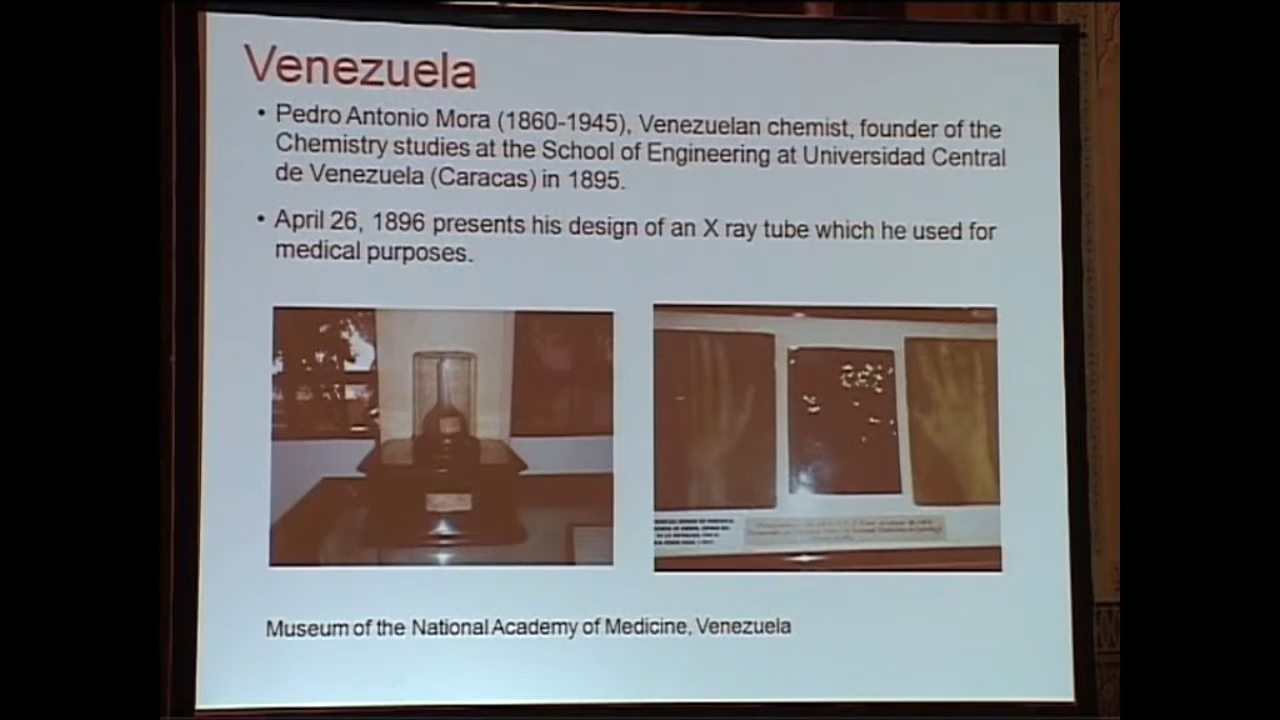 Venezuela
• Pedro Antonio Mora (1860-1945), Venezuelan chemist, founder of the
Chemistry studies at the School of Engineering at Universidad Central
de Venezuela (Caracas) in 1895.
• April 26, 1896 presents his design of an X ray tube which he used for
medical purposes.
Museum of the National Academy of Medicine, Venezuela